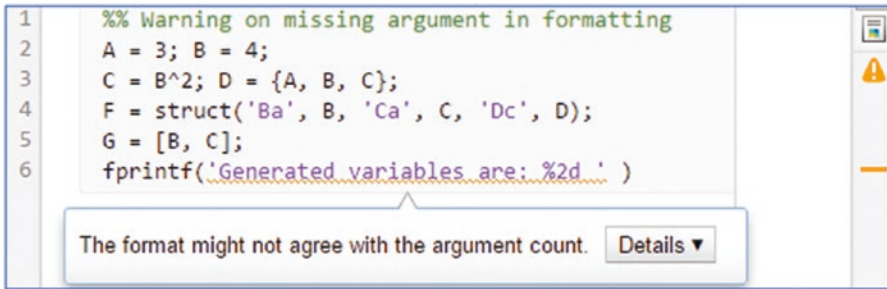 1 %% Warning on missing argument in formatting
2 A = 3; B = 4;
3 C = B^2; D = {A, B, C};
4 F = struct('Ba', B, 'Ca', C, 'Dc', D);
5 G = [B, C];
6 fprintf('Generated variables are: %2d ' )
The format might not agree with the argument count. Details ▼